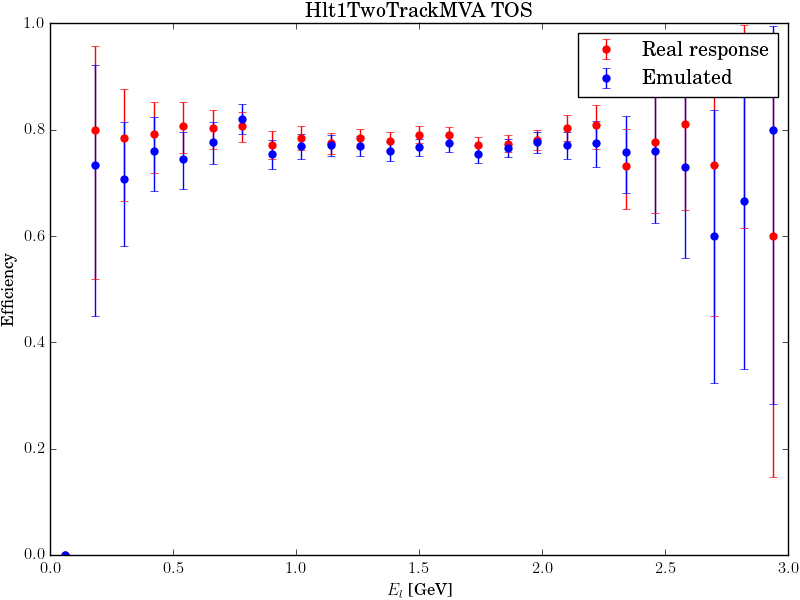 Hlt1TwoTrackMVA TOS
Real response
Emulated
Efficiency
1.0
0.8
0.6
0.4
0.2
0.0
0.0 0.5 1.0 1.5 2.0 2.5 3.0
E_l [GeV]